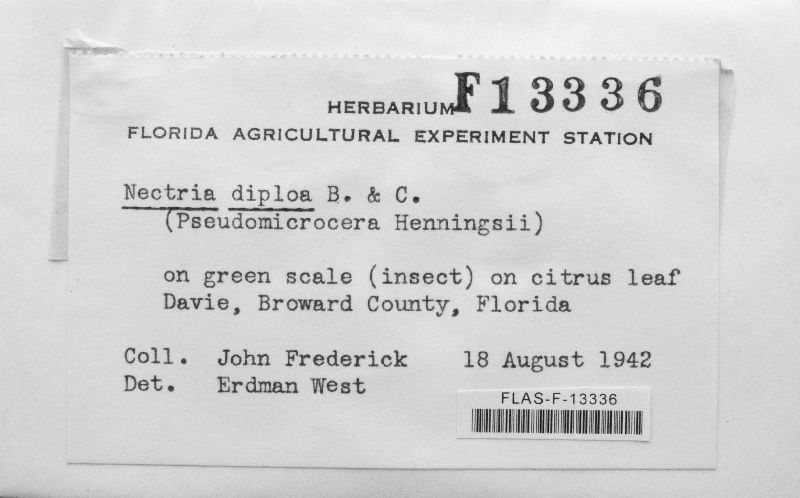 HERBARIUM F13336
FLORIDA AGRICULTURAL EXPERIMENT STATION
Nectria diploa B. & C.
(Pseudomicrocera Henningsii)
on green scale (insect) on citrus leaf
Davie, Broward County, Florida
Coll. John Frederick 18 August 1942
Det. Erdman West
FLAS-F-13336